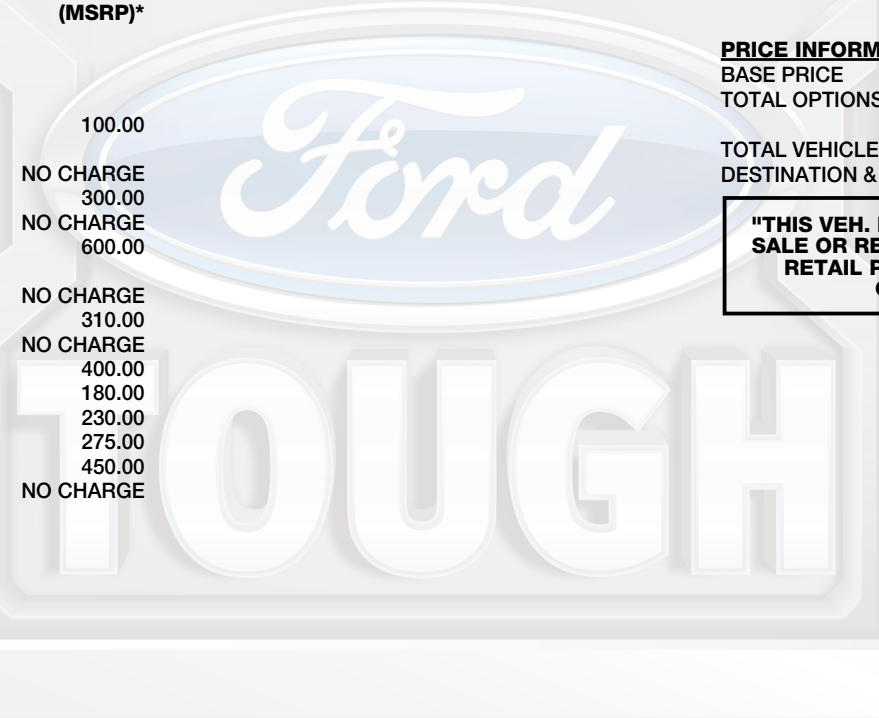 (MSRP)*
100.00
NO CHARGE
300.00
NO CHARGE
600.00
NO CHARGE
310.00
NO CHARGE
400.00
180.00
230.00
275.00
450.00
NO CHARGE
PRICE INFORM
BASE PRICE
TOTAL OPTIONS
TOTAL VEHICLE
DESTINATION &
"THIS VEH.
SALE OR RE
RETAIL P
Ford
TOUGH